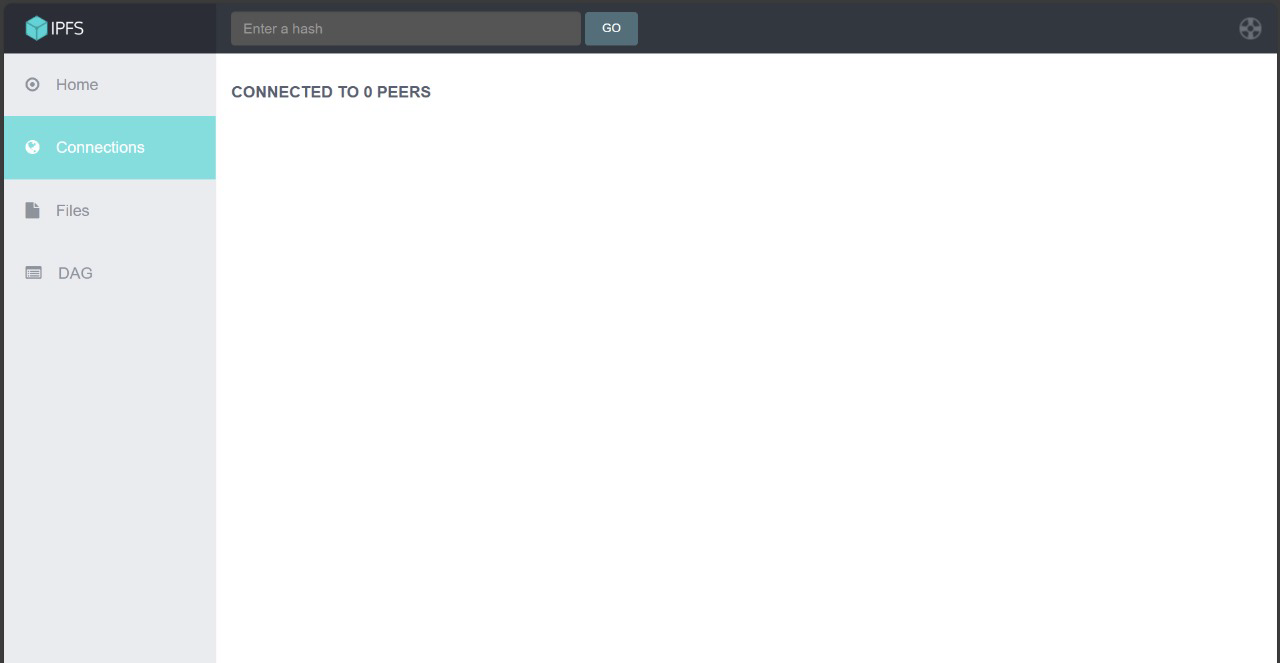 IPFS
Enter a hash
GO
Home
Connections
Files
DAG
CONNECTED TO 0 PEERS